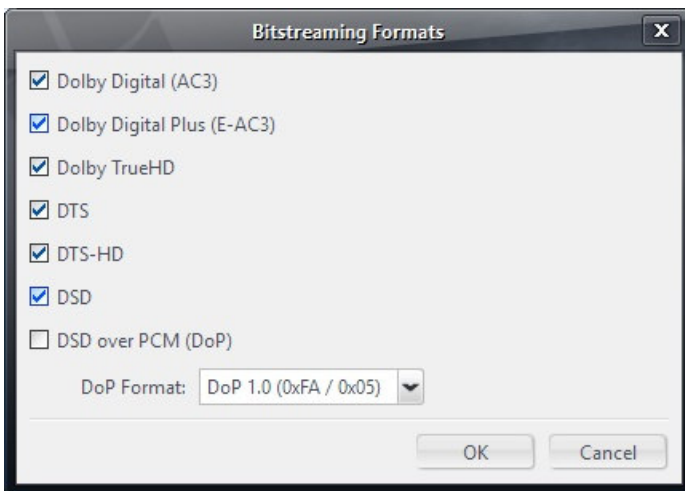 Bitstreaming Formats
Dolby Digital (AC3)
Dolby Digital Plus (E-AC3)
Dolby TrueHD
DTS
DTS-HD
DSD
DSD over PCM (DoP)
DoP Format: DoP 1.0 (0xFA / 0x05)
OK Cancel